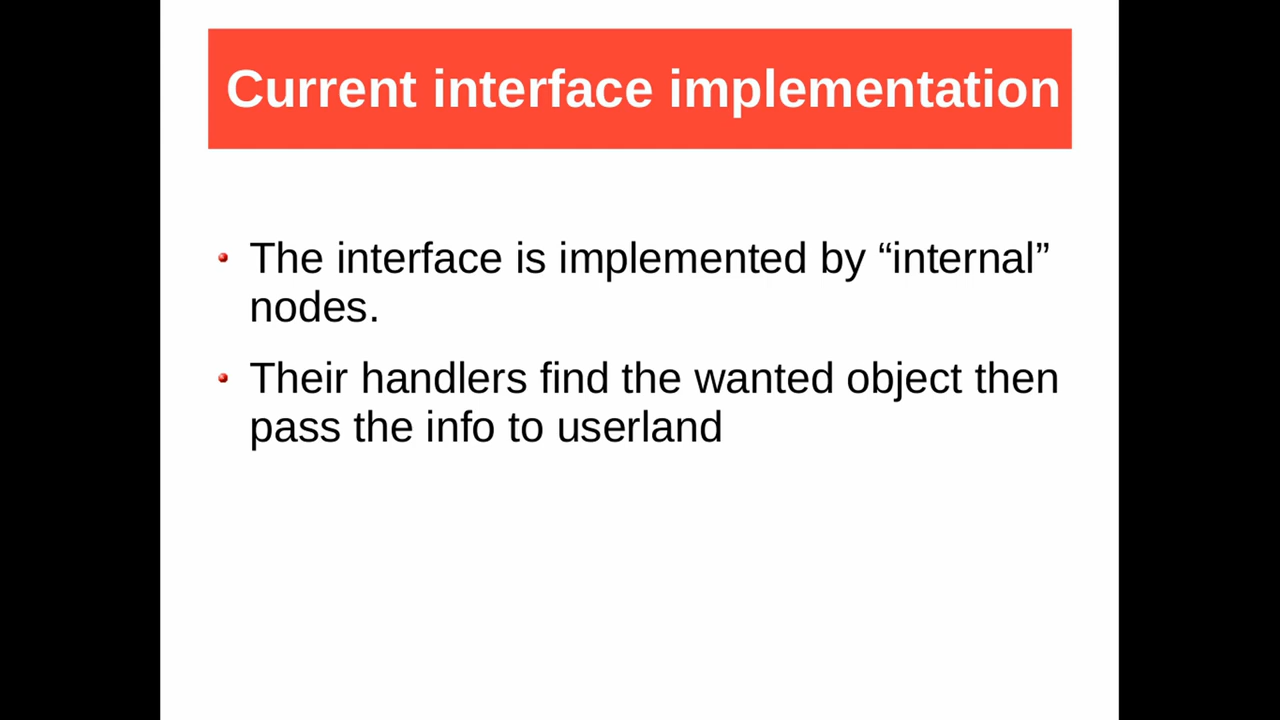 Current interface implementation
• The interface is implemented by “internal”
nodes.
• Their handlers find the wanted object then
pass the info to userland